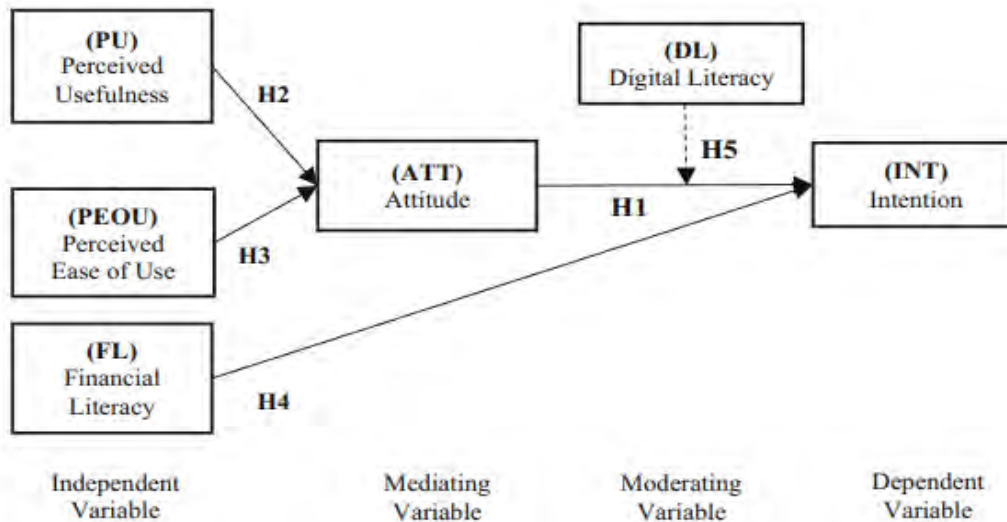 (PU)
Perceived
Usefulness
H2
(DL)
Digital Literacy
H5
(ATT)
Attitude
H1
(INT)
Intention
(PEOU)
Perceived
Ease of Use
H3
(FL)
Financial
Literacy
H4
Independent
Variable
Mediating
Variable
Moderating
Variable
Dependent
Variable